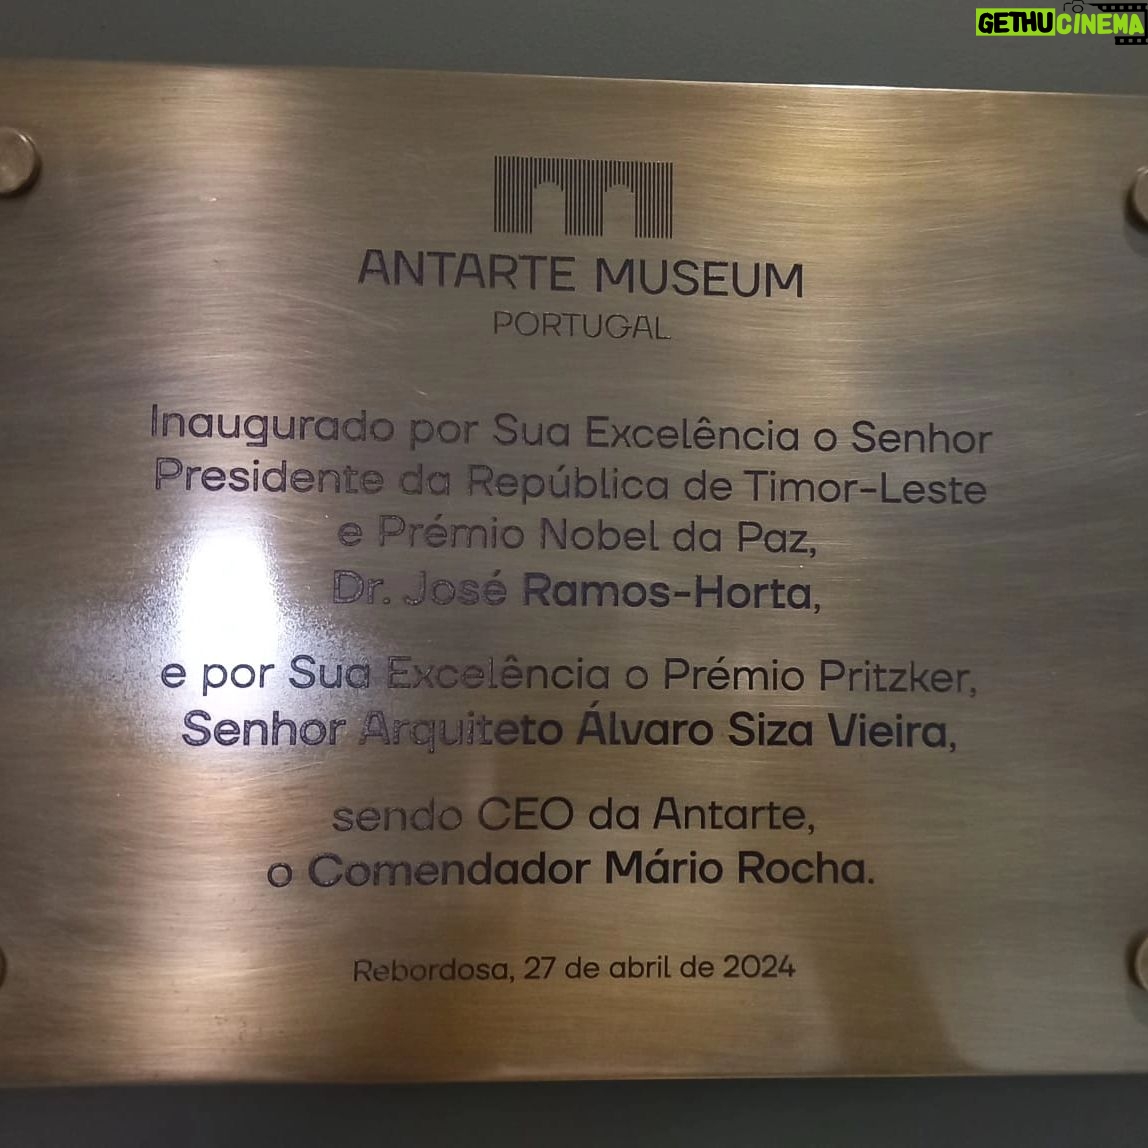 GETHUCINEMA
ANTARTE MUSEUM
PORTUGAL
Inaugurado por Sua Excelência o Senhor
Presidente da República de Timor-Leste
e Prémio Nobel da Paz,
Dr. José Ramos-Horta,
e por Sua Excelência o Prémio Pritzker,
Senhor Arquiteto Álvaro Siza Vieira,
sendo CEO da Antarte,
o Comendador Mário Rocha.
Rebordosa, 27 de abril de 2024